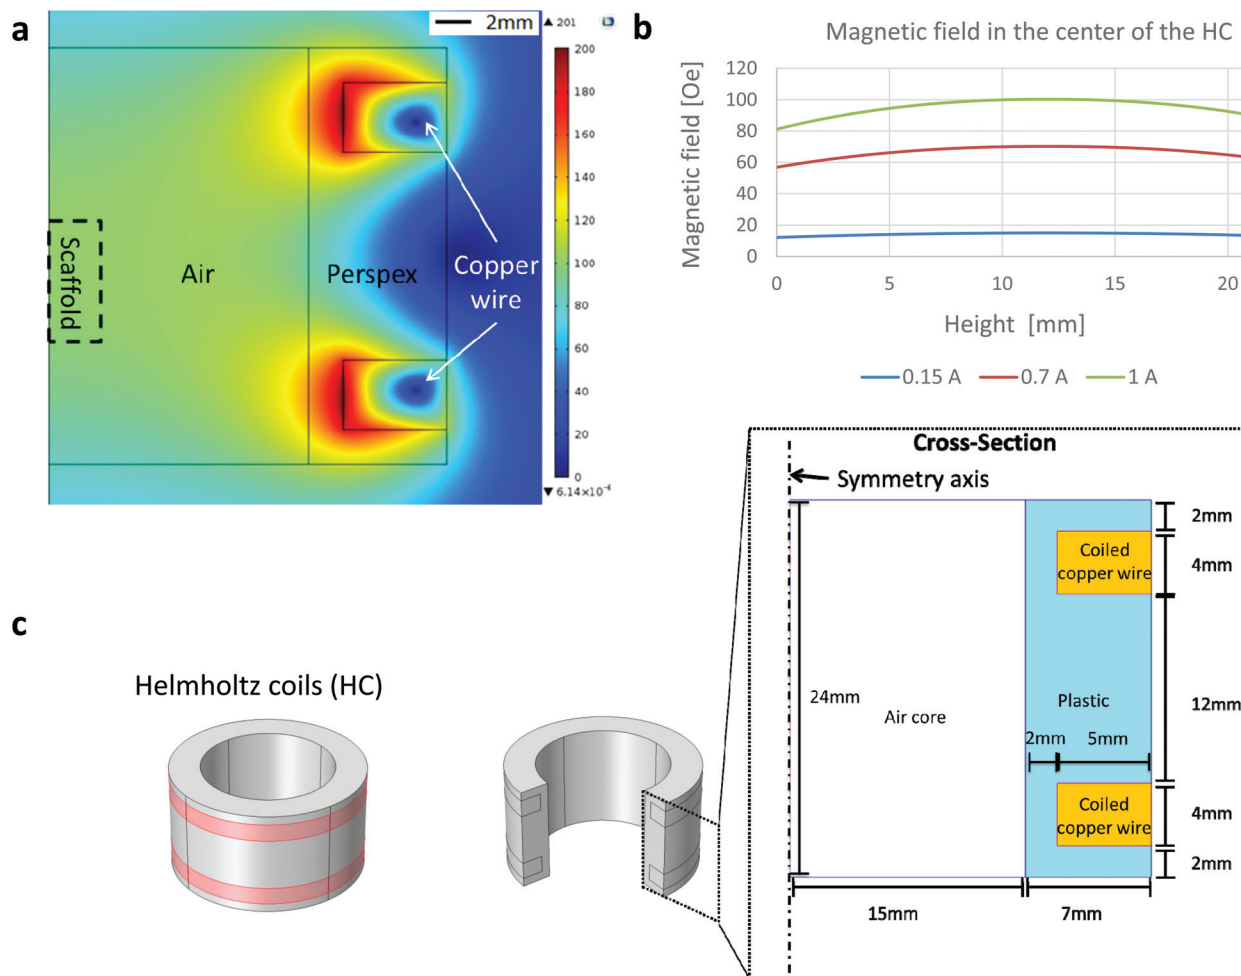 a
2mm
▲ 201
200
180
160
140
120
100
80
60
40
20
0
▼ 6.14×10⁻⁴
Scaffold
Air
Perspex
Copper
wire
b
Magnetic field in the center of the HC
Magnetic field [Oe]
120
100
80
60
40
20
0
0 5 10 15 20
Height [mm]
0.15 A 0.7 A 1 A
c
Helmholtz coils (HC)
Cross-Section
Symmetry axis
2mm
Coiled
copper wire
4mm
24mm
Air core
Plastic
12mm
2mm 5mm
Coiled
copper wire
4mm
2mm
15mm 7mm